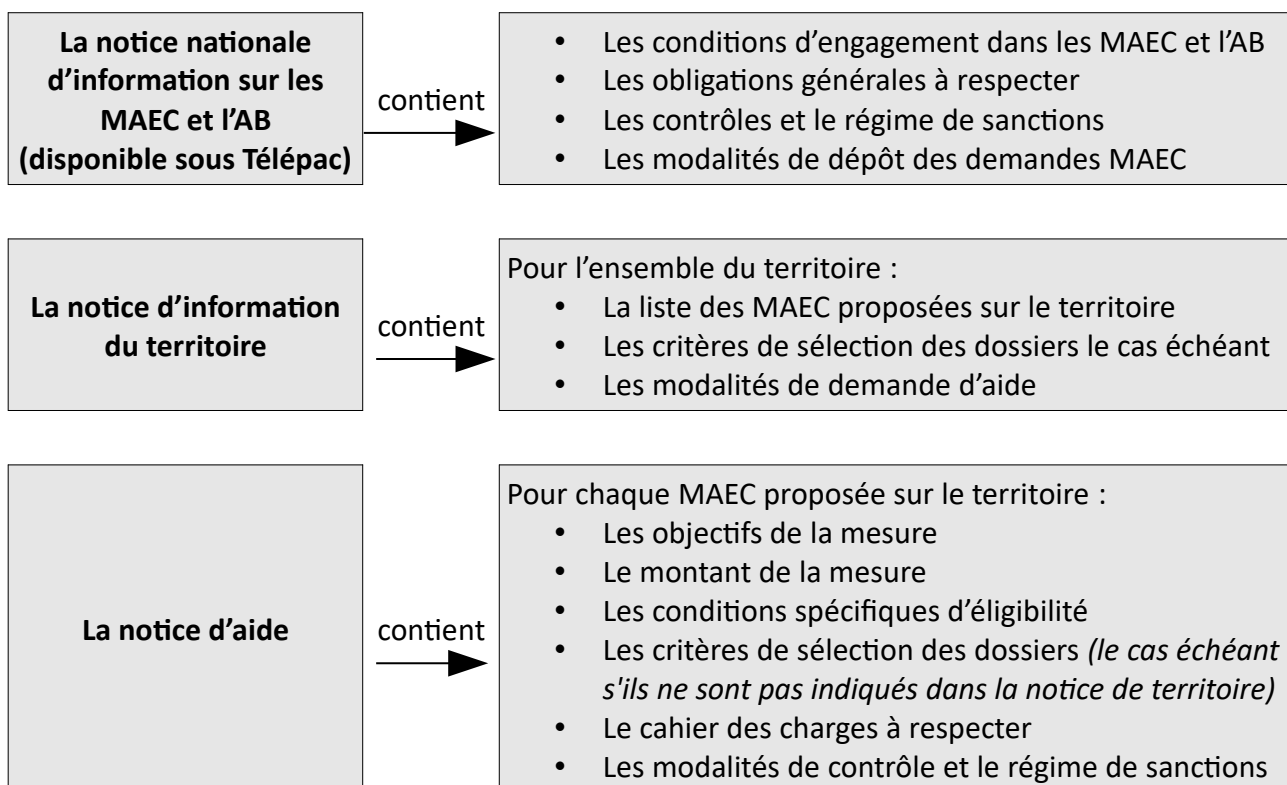 La notice nationale
d’information sur les
MAEC et l’AB
(disponible sous Télépac)
contient
• Les conditions d’engagement dans les MAEC et l’AB
• Les obligations générales à respecter
• Les contrôles et le régime de sanctions
• Les modalités de dépôt des demandes MAEC
La notice d’information
du territoire
contient
Pour l’ensemble du territoire :
• La liste des MAEC proposées sur le territoire
• Les critères de sélection des dossiers le cas échéant
• Les modalités de demande d’aide
La notice d’aide
contient
Pour chaque MAEC proposée sur le territoire :
• Les objectifs de la mesure
• Le montant de la mesure
• Les conditions spécifiques d’éligibilité
• Les critères de sélection des dossiers (le cas échéant
s'ils ne sont pas indiqués dans la notice de territoire)
• Le cahier des charges à respecter
• Les modalités de contrôle et le régime de sanctions